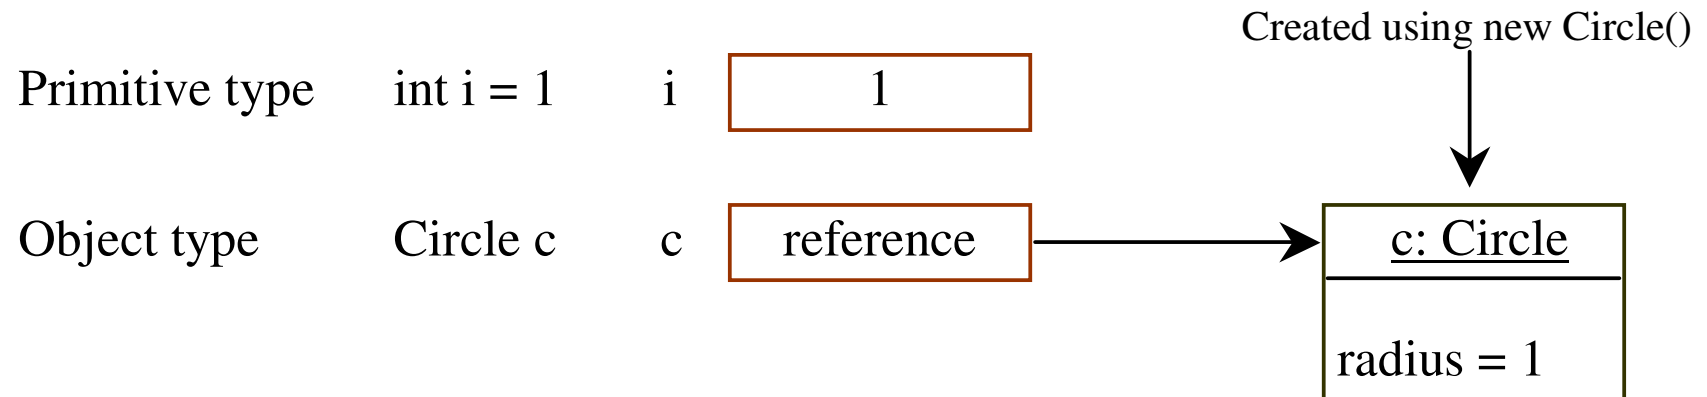 Created using new Circle()
Primitive type int i = 1 i 1
Object type Circle c c reference c: Circle
radius = 1